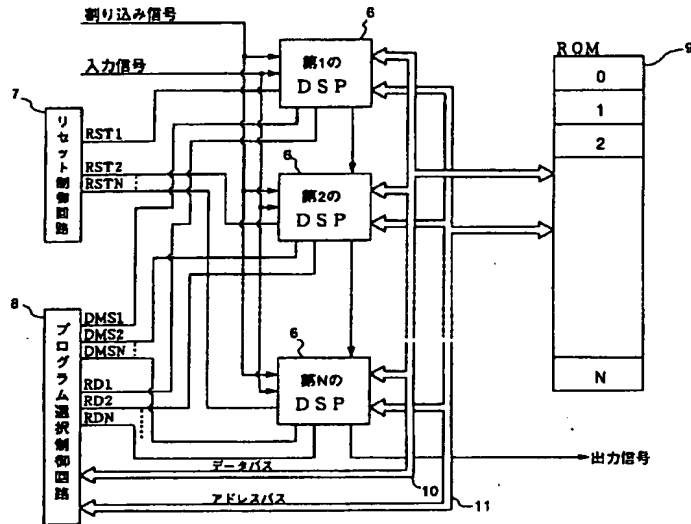 割り込み信号
入力信号
6
第1の
DSP
ROM
9
0
1
2
N
7
リセット制御回路
RST1
RST2
RSTN
6
第2の
DSP
8
プログラム選択制御回路
DMS1
DMS2
DMSN
RD1
RD2
RDN
6
第Nの
DSP
データバス
アドレスバス
10
11
出力信号